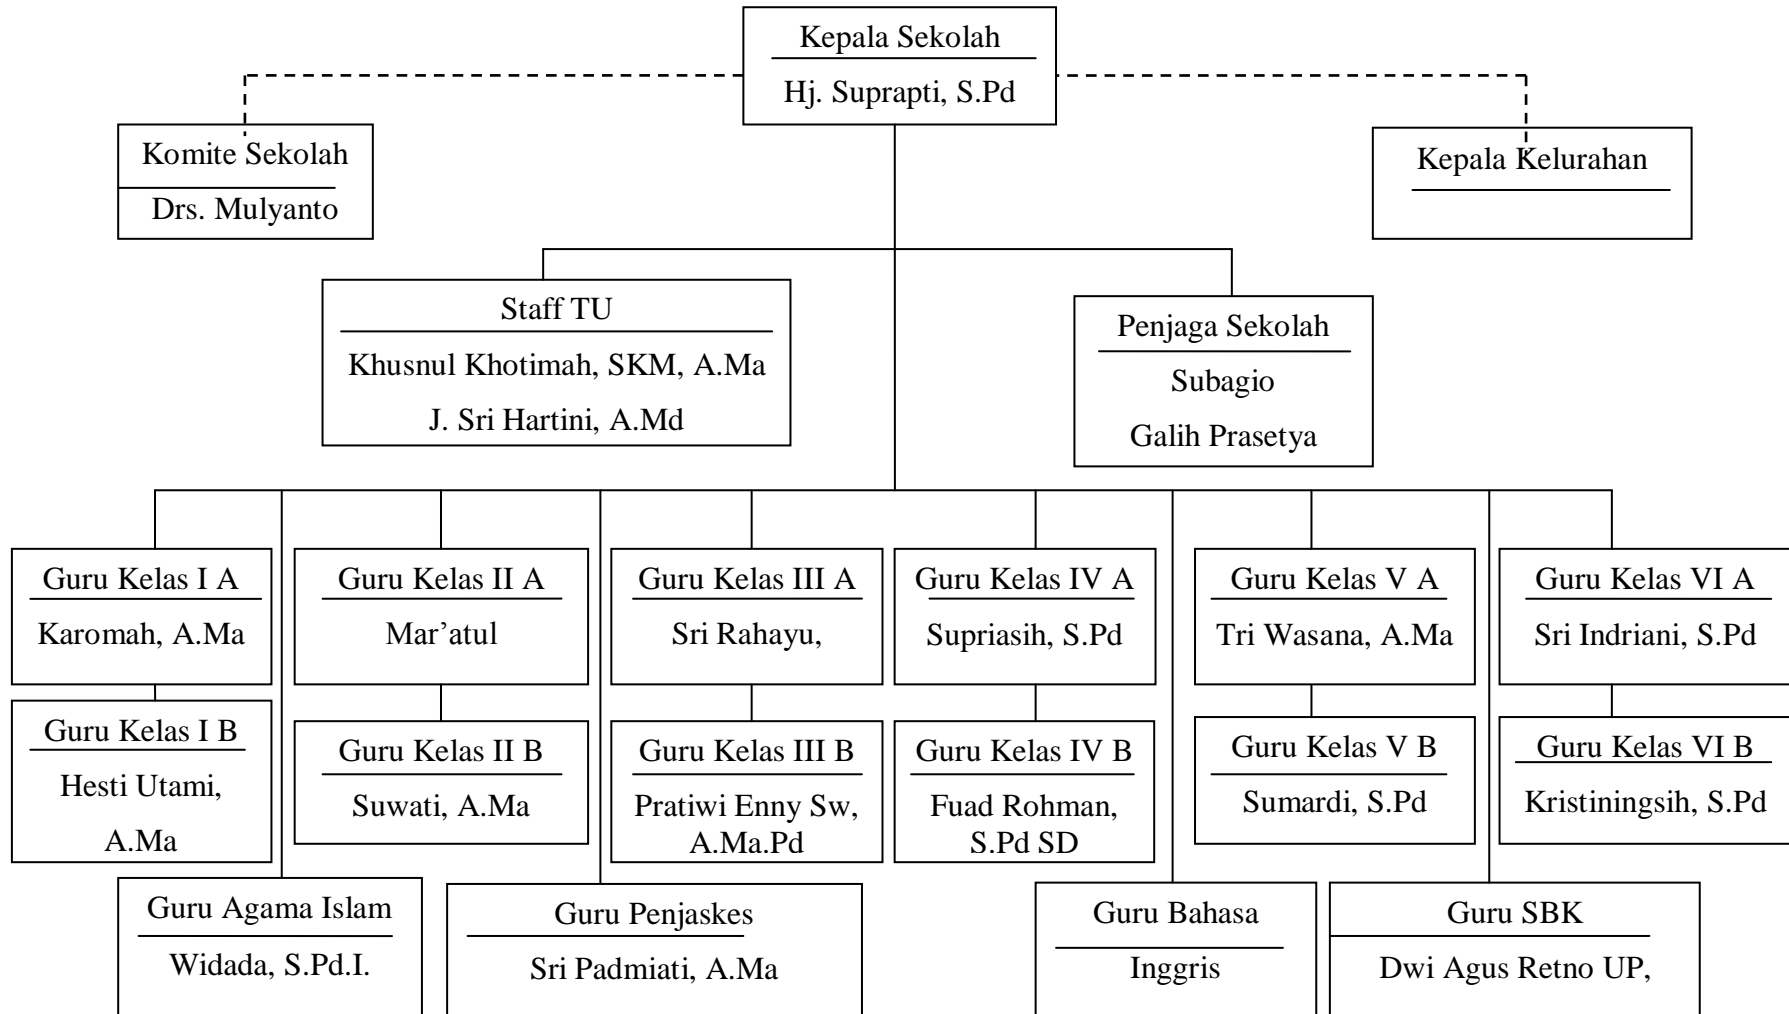 Kepala Sekolah
Hj. Suprapti, S.Pd
Komite Sekolah
Drs. Mulyanto
Kepala Kelurahan
Staff TU
Khusnul Khotimah, SKM, A.Ma
J. Sri Hartini, A.Md
Penjaga Sekolah
Subagio
Galih Prasetya
Guru Kelas I A
Karomah, A.Ma
Guru Kelas II A
Mar’atul
Guru Kelas III A
Sri Rahayu,
Guru Kelas IV A
Supriasih, S.Pd
Guru Kelas V A
Tri Wasana, A.Ma
Guru Kelas VI A
Sri Indriani, S.Pd
Guru Kelas I B
Hesti Utami,
A.Ma
Guru Kelas II B
Suwati, A.Ma
Guru Kelas III B
Pratiwi Enny Sw,
A.Ma.Pd
Guru Kelas IV B
Fuad Rohman,
S.Pd SD
Guru Kelas V B
Sumardi, S.Pd
Guru Kelas VI B
Kristiningsih, S.Pd
Guru Agama Islam
Widada, S.Pd.I.
Guru Penjaskes
Sri Padmiati, A.Ma
Guru Bahasa
Inggris
Guru SBK
Dwi Agus Retno UP,